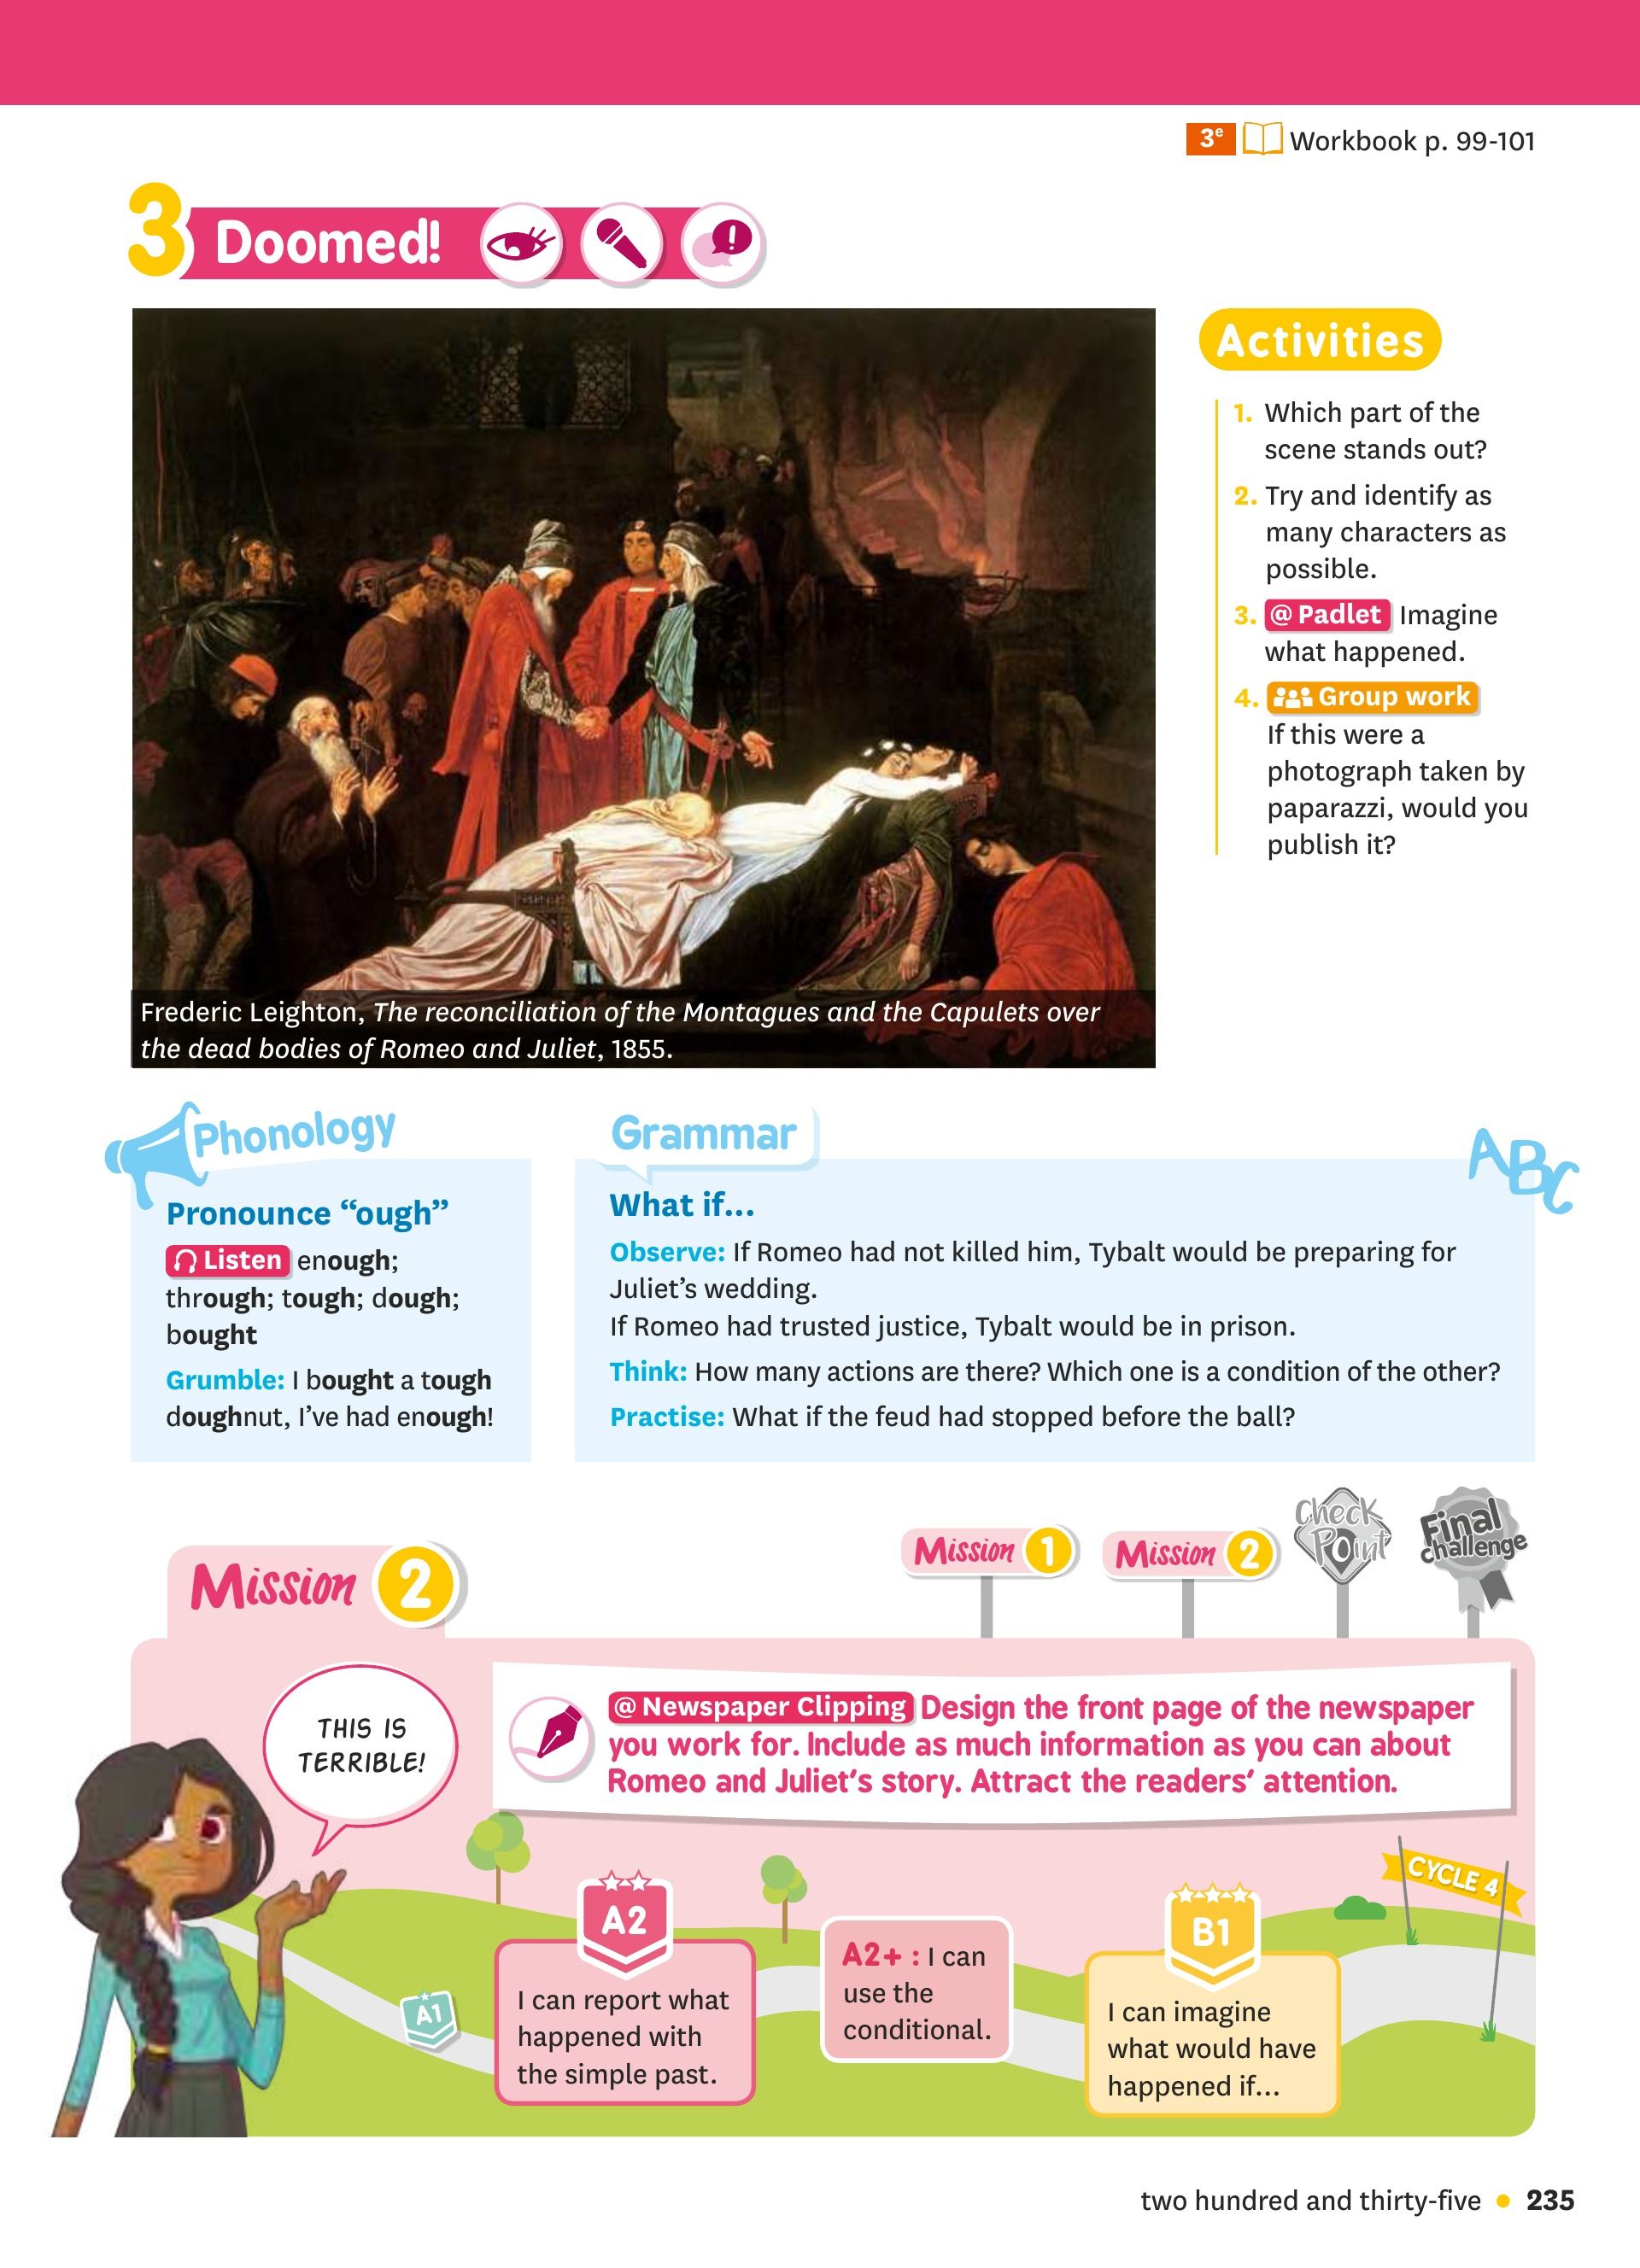 3e Workbook p. 99-101
3 Doomed!
Activities
1. Which part of the
scene stands out?
2. Try and identify as
many characters as
possible.
3. @ Padlet Imagine
what happened.
4. Group work
If this were a
photograph taken by
paparazzi, would you
publish it?
Frederic Leighton, The reconciliation of the Montagues and the Capulets over
the dead bodies of Romeo and Juliet, 1855.
Phonology
Pronounce “ough”
Listen enough;
through; tough; dough;
bought
Grumble: I bought a tough
doughnut, I’ve had enough!
Grammar
ABC
What if...
Observe: If Romeo had not killed him, Tybalt would be preparing for
Juliet’s wedding.
If Romeo had trusted justice, Tybalt would be in prison.
Think: How many actions are there? Which one is a condition of the other?
Practise: What if the feud had stopped before the ball?
Mission 2
Mission 1
Mission 2
Check
Point
Final
challenge
THIS IS
TERRIBLE!
@ Newspaper Clipping Design the front page of the newspaper
you work for. Include as much information as you can about
Romeo and Juliet’s story. Attract the readers’ attention.
CYCLE 4
A1
A2
I can report what
happened with
the simple past.
A2+ : I can
use the
conditional.
B1
I can imagine
what would have
happened if...
two hundred and thirty-five • 235